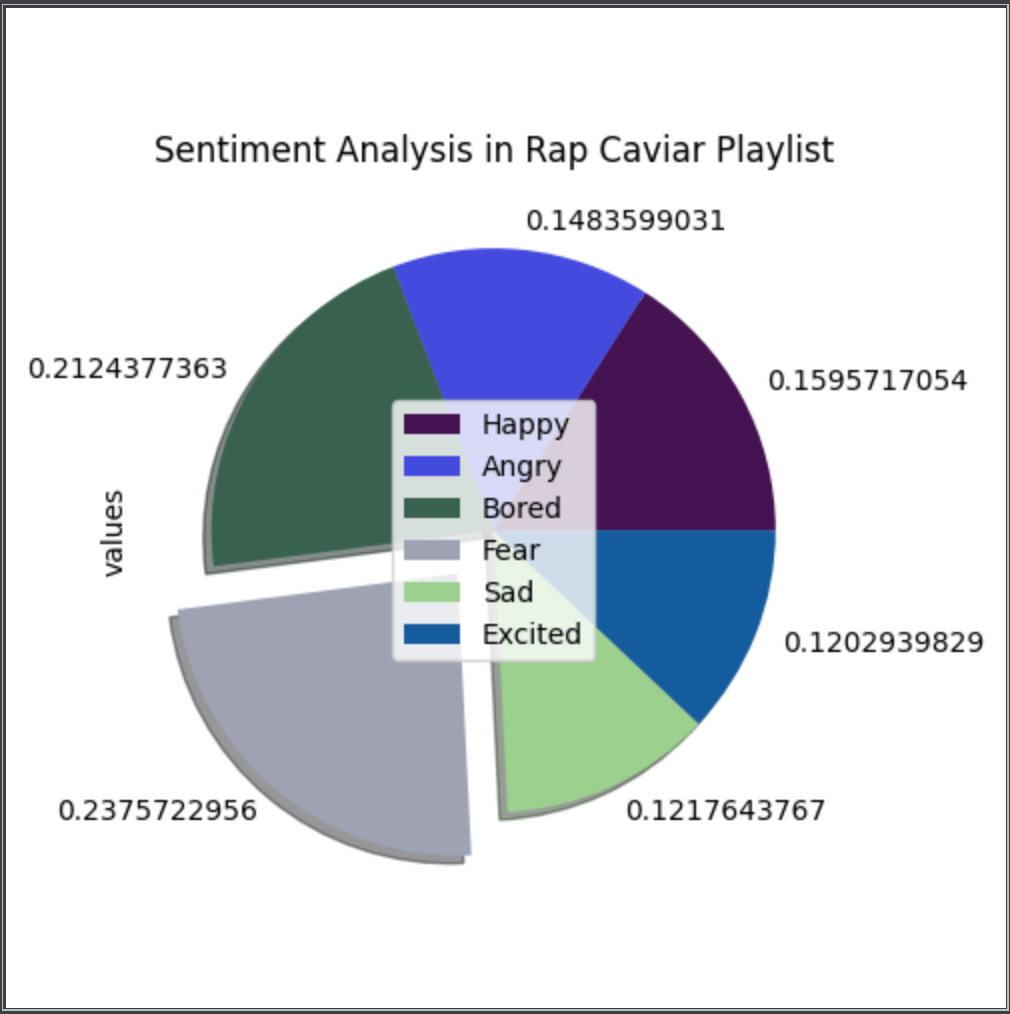 Sentiment Analysis in Rap Caviar Playlist
0.1483599031
0.2124377363
0.1595717054
Happy
Angry
Bored
Fear
Sad
Excited
values
0.1202939829
0.2375722956
0.1217643767